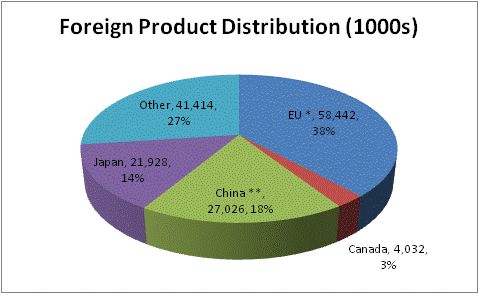 Foreign Product Distribution (1000s)
Other, 41,414,
27%
EU *, 58,442,
38%
Japan, 21,928,
14%
China **,
27,026, 18%
Canada, 4,032,
3%